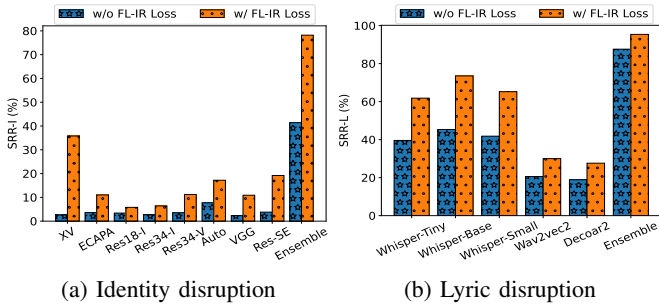 w/o FL-IR Loss w/ FL-IR Loss
SRR-I (%)
80
70
60
50
40
30
20
10
0
XV ECAPA Res18-I Res34-I Res34-V Auto VGG Res-SE Ensemble
(a) Identity disruption
w/o FL-IR Loss w/ FL-IR Loss
SRR-L (%)
100
80
60
40
20
0
Whisper-Tiny Whisper-Base Whisper-Small Wav2vec2 Decoar2 Ensemble
(b) Lyric disruption